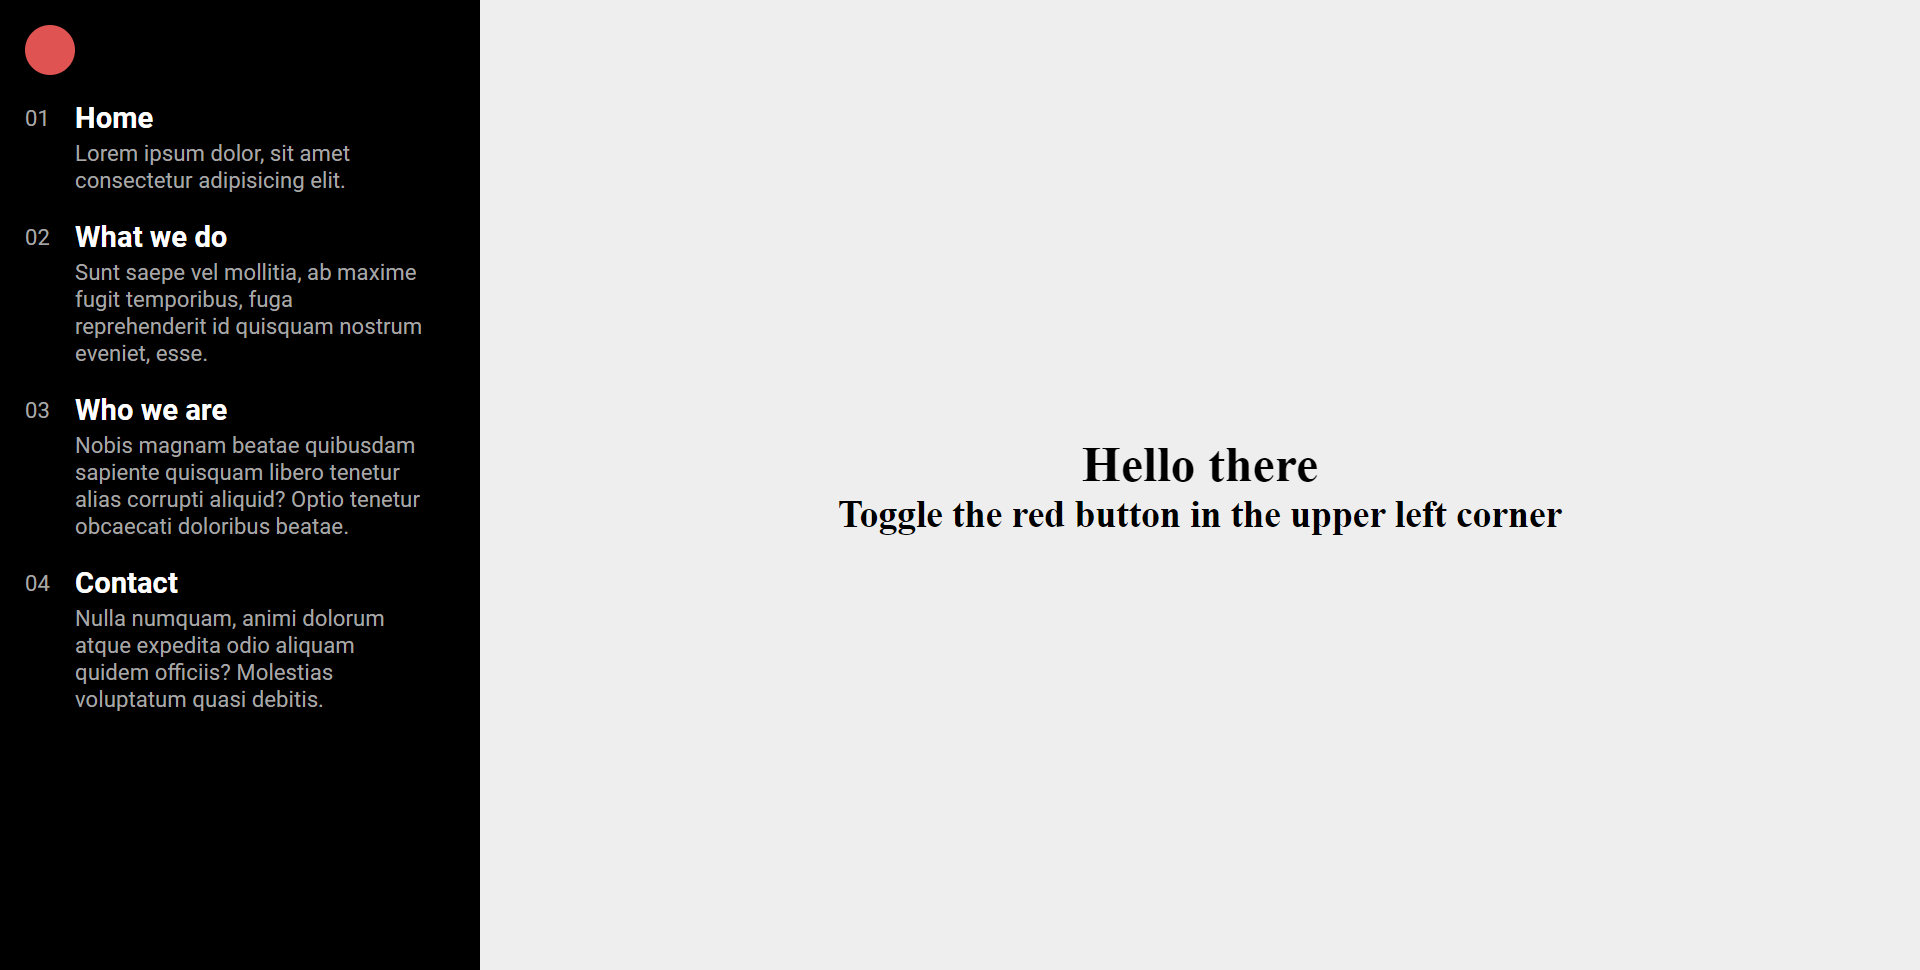 01 Home
Lorem ipsum dolor, sit amet
consectetur adipisicing elit.
02 What we do
Sunt saepe vel mollitia, ab maxime
fugit temporibus, fuga
reprehenderit id quisquam nostrum
eveniet, esse.
03 Who we are
Nobis magnam beatae quibusdam
sapiente quisquam libero tenetur
alias corrupti aliquid? Optio tenetur
obcaecati doloribus beatae.
04 Contact
Nulla numquam, animi dolorum
atque expedita odio aliquam
quidem officiis? Molestias
voluptatum quasi debitis.
Hello there
Toggle the red button in the upper left corner